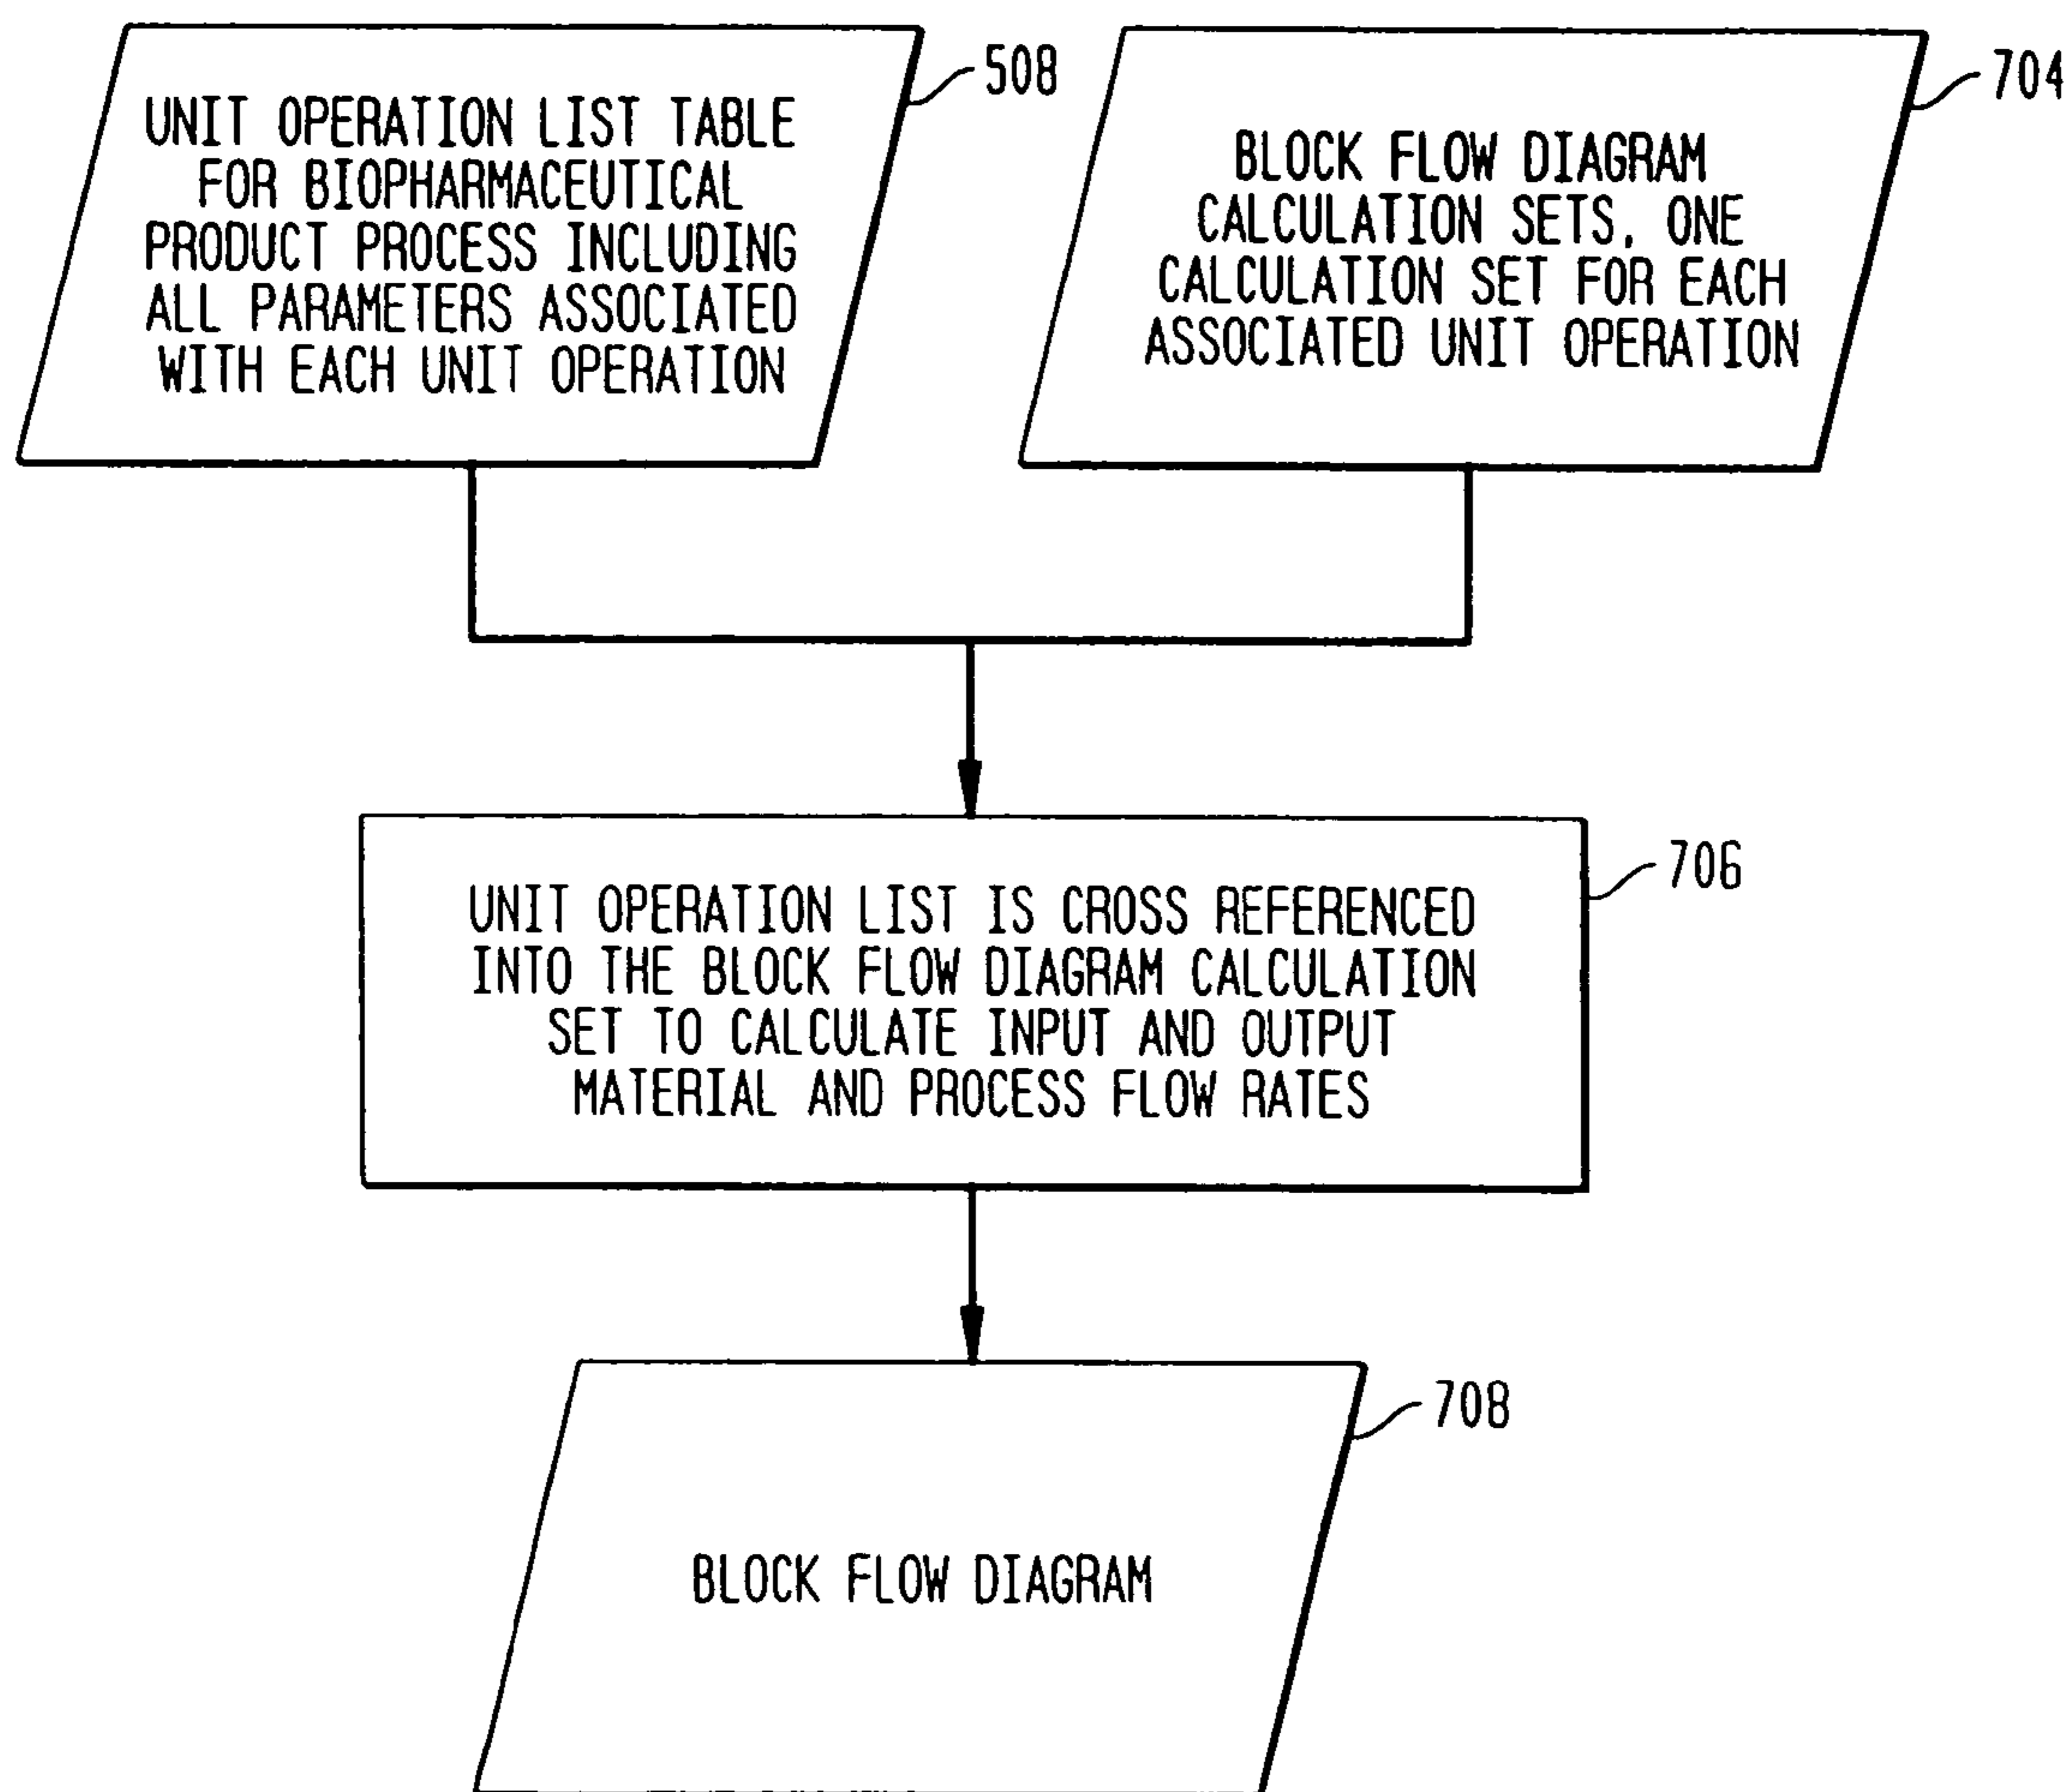 UNIT OPERATION LIST TABLE
FOR BIOPHARMACEUTICAL
PRODUCT PROCESS INCLUDING
ALL PARAMETERS ASSOCIATED
WITH EACH UNIT OPERATION
508
BLOCK FLOW DIAGRAM
CALCULATION SETS, ONE
CALCULATION SET FOR EACH
ASSOCIATED UNIT OPERATION
704
UNIT OPERATION LIST IS CROSS REFERENCED
INTO THE BLOCK FLOW DIAGRAM CALCULATION
SET TO CALCULATE INPUT AND OUTPUT
MATERIAL AND PROCESS FLOW RATES
706
BLOCK FLOW DIAGRAM
708